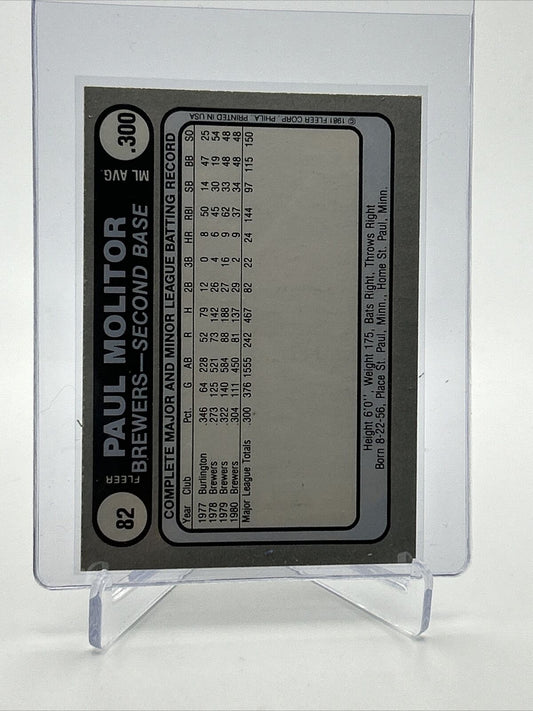 82 FLEER PAUL MOLITOR ML AVG. .300
BREWERS—SECOND BASE
COMPLETE MAJOR AND MINOR LEAGUE BATTING RECORD
Year Club Pct. G AB R H 2B 3B HR RBI SB BB SO
1977 Burlington .346 64 228 52 79 12 0 8 50 14 47 25
1978 Brewers .273 125 521 73 142 26 4 6 45 30 19 54
1979 Brewers .322 140 584 88 188 27 16 9 62 33 48 48
1980 Brewers .304 111 450 81 137 29 2 9 37 34 48 48
Major League Totals .300 376 1555 242 467 82 22 24 144 97 115 150
© 1981 FLEER CORP., PHILA. PRINTED IN USA
Height 6'0'', Weight 175, Bats Right, Throws Right
Born 8-22-56, Place St. Paul, Minn., Home St. Paul, Minn.